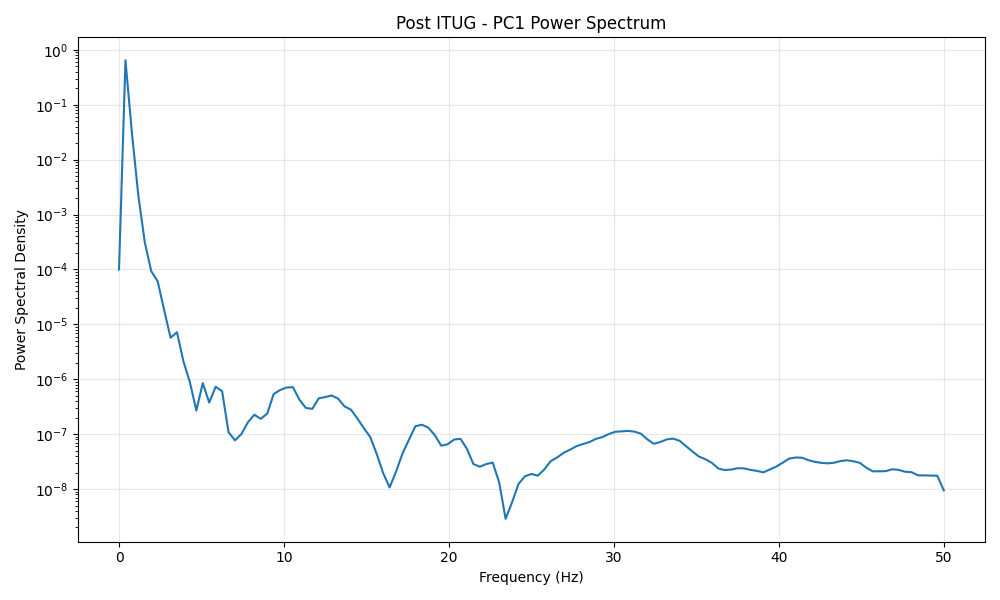 Post ITUG - PC1 Power Spectrum
Power Spectral Density
10⁰
10⁻¹
10⁻²
10⁻³
10⁻⁴
10⁻⁵
10⁻⁶
10⁻⁷
10⁻⁸
0 10 20 30 40 50
Frequency (Hz)